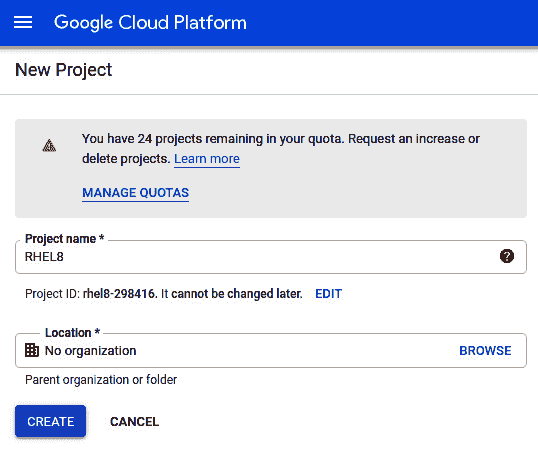 Google Cloud Platform
New Project
You have 24 projects remaining in your quota. Request an increase or
delete projects. Learn more
MANAGE QUOTAS
Project name *
RHEL8
Project ID: rhel8-298416. It cannot be changed later. EDIT
Location *
No organization BROWSE
Parent organization or folder
CREATE CANCEL